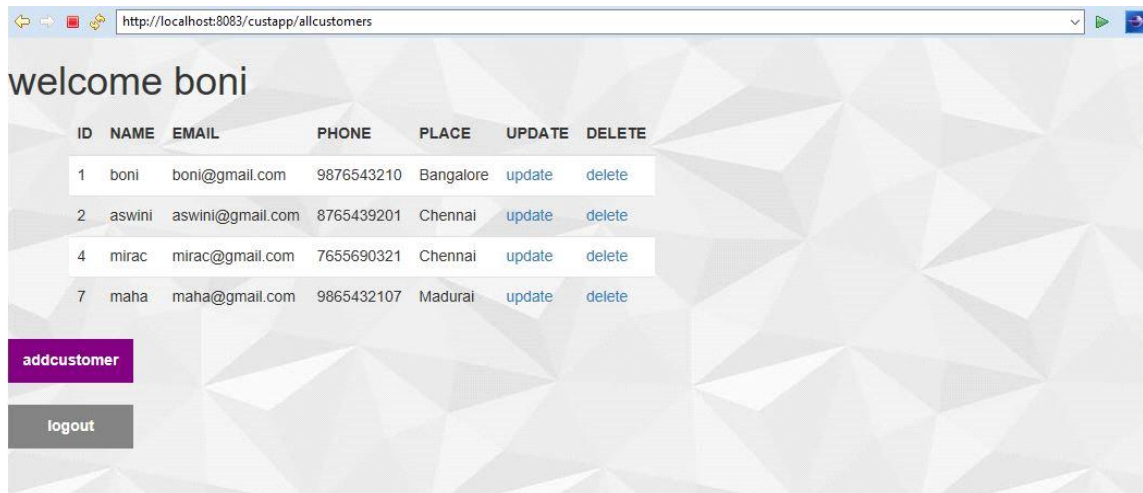 http://localhost:8083/custapp/allcustomers
welcome boni
ID NAME EMAIL PHONE PLACE UPDATE DELETE
1 boni boni@gmail.com 9876543210 Bangalore update delete
2 aswini aswini@gmail.com 8765439201 Chennai update delete
4 mirac mirac@gmail.com 7655690321 Chennai update delete
7 maha maha@gmail.com 9865432107 Madurai update delete
addcustomer
logout